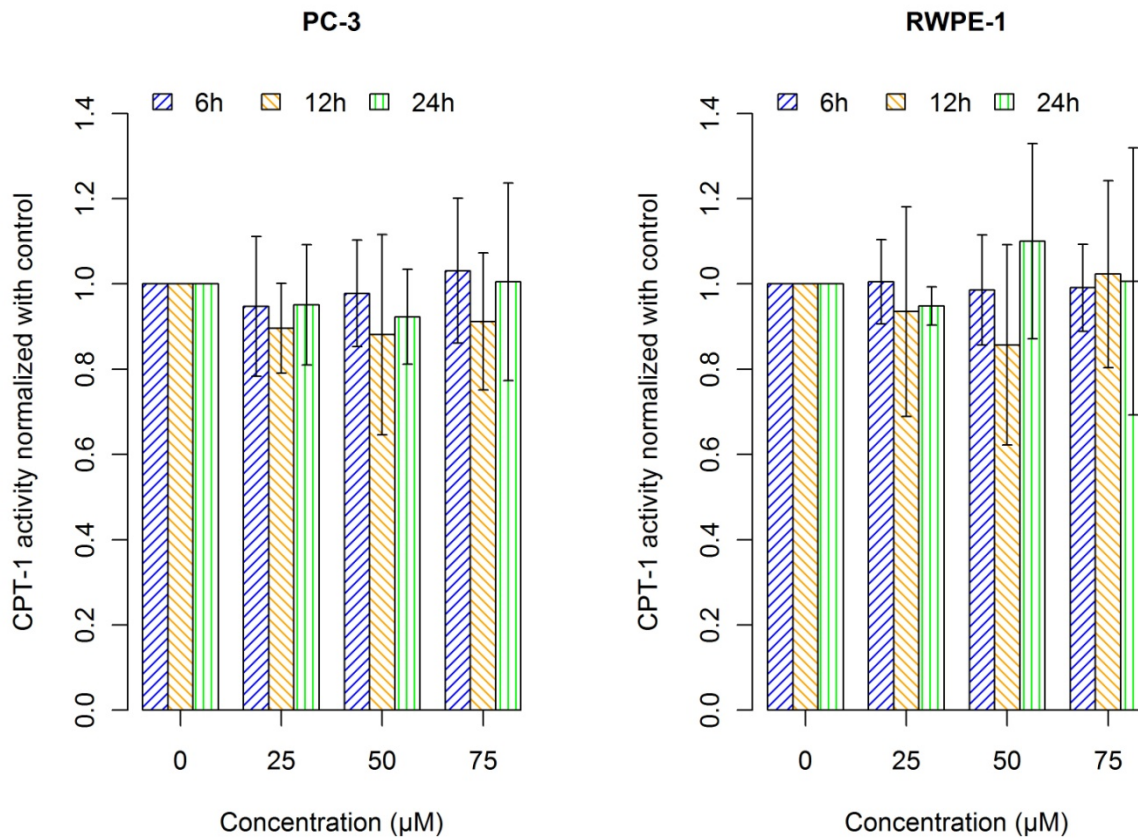 PC-3
6h 12h 24h
CPT-1 activity normalized with control
1.4
1.2
1.0
0.8
0.6
0.4
0.2
0.0
0 25 50 75
Concentration (µM)
RWPE-1
6h 12h 24h
CPT-1 activity normalized with control
1.4
1.2
1.0
0.8
0.6
0.4
0.2
0.0
0 25 50 75
Concentration (µM)